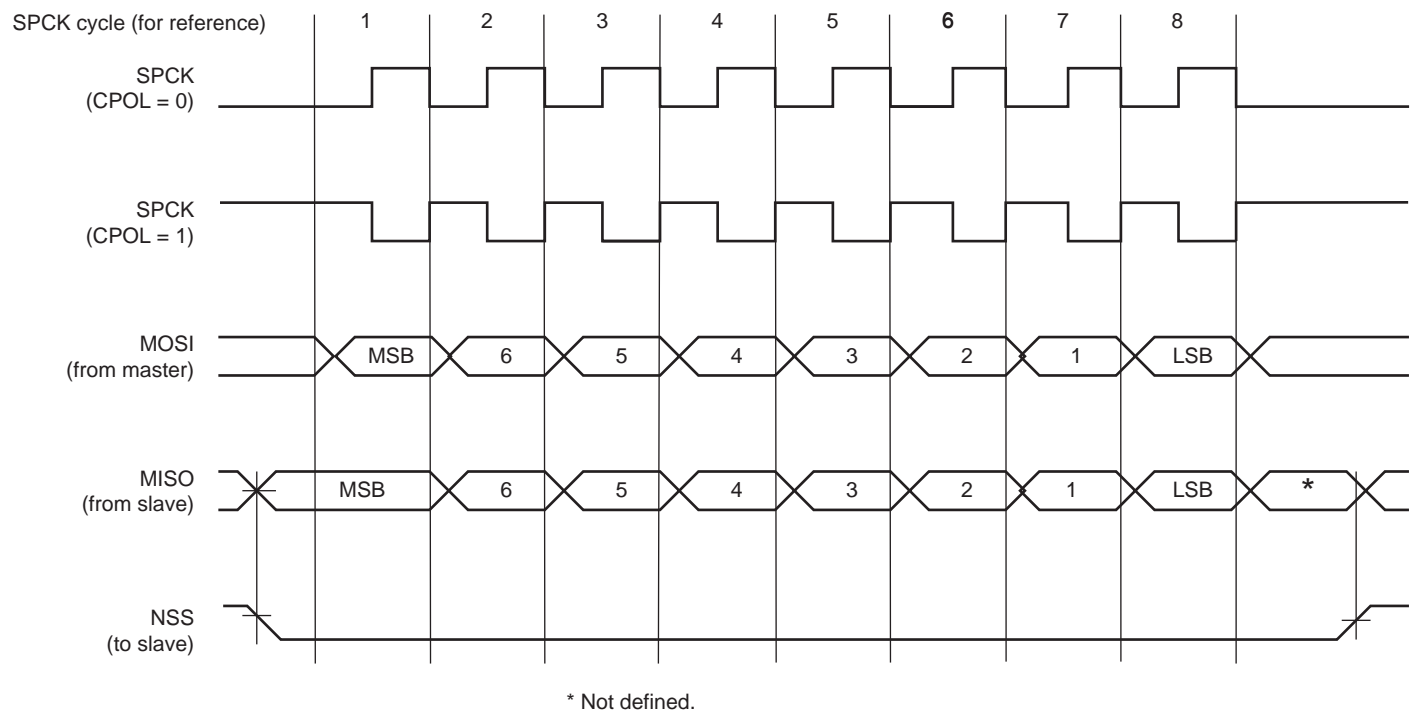 SPCK cycle (for reference) 1 2 3 4 5 6 7 8
SPCK
(CPOL = 0)
SPCK
(CPOL = 1)
MOSI
(from master)
MSB 6 5 4 3 2 1 LSB
MISO
(from slave)
MSB 6 5 4 3 2 1 LSB *
NSS
(to slave)
* Not defined.